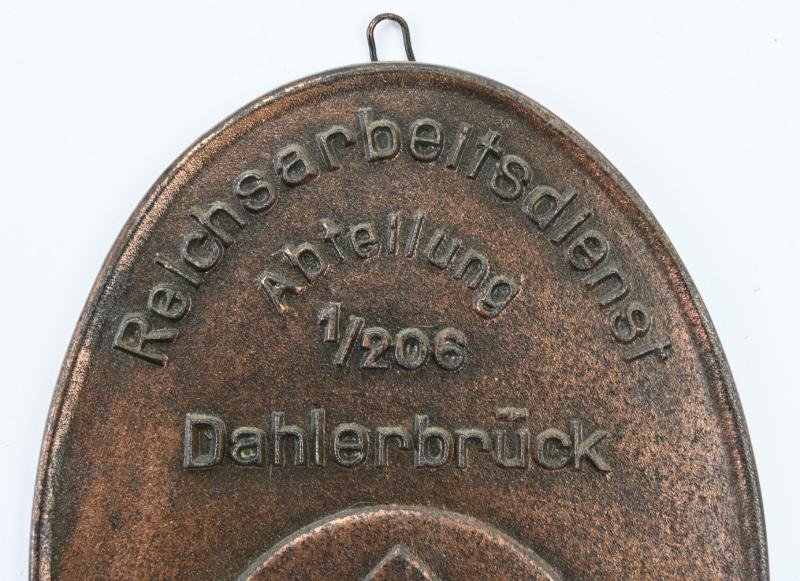 Reichsarbeitsdienst
Abteilung
1/206
Dahlerbrück